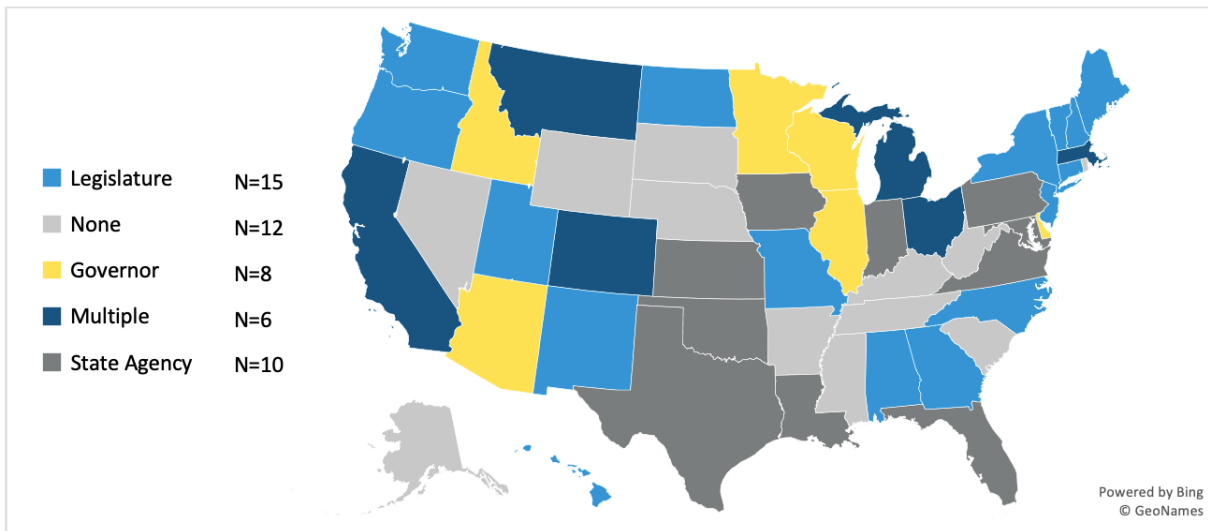 Legislature N=15
None N=12
Governor N=8
Multiple N=6
State Agency N=10
Powered by Bing
© GeoNames